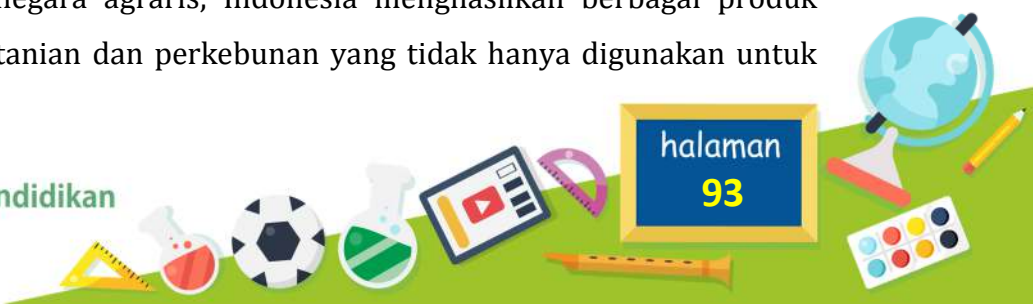 negara agraris, Indonesia menghasilkan berbagai produk
tanian dan perkebunan yang tidak hanya digunakan untuk
halaman
93
ndidikan